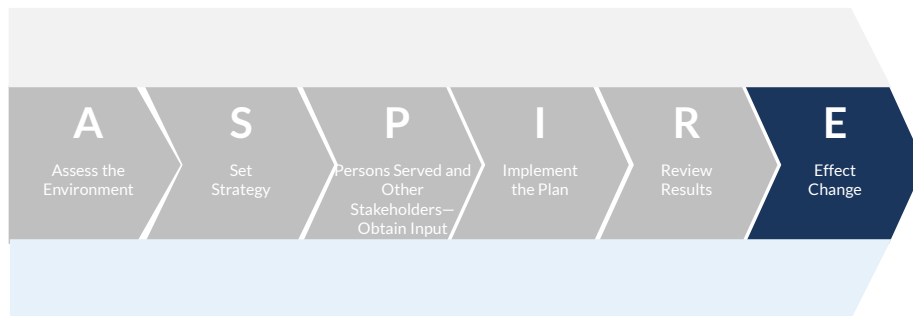 A
Assess the
Environment
S
Set
Strategy
P
Persons Served and
Other
Stakeholders—
Obtain Input
I
Implement
the Plan
R
Review
Results
E
Effect
Change